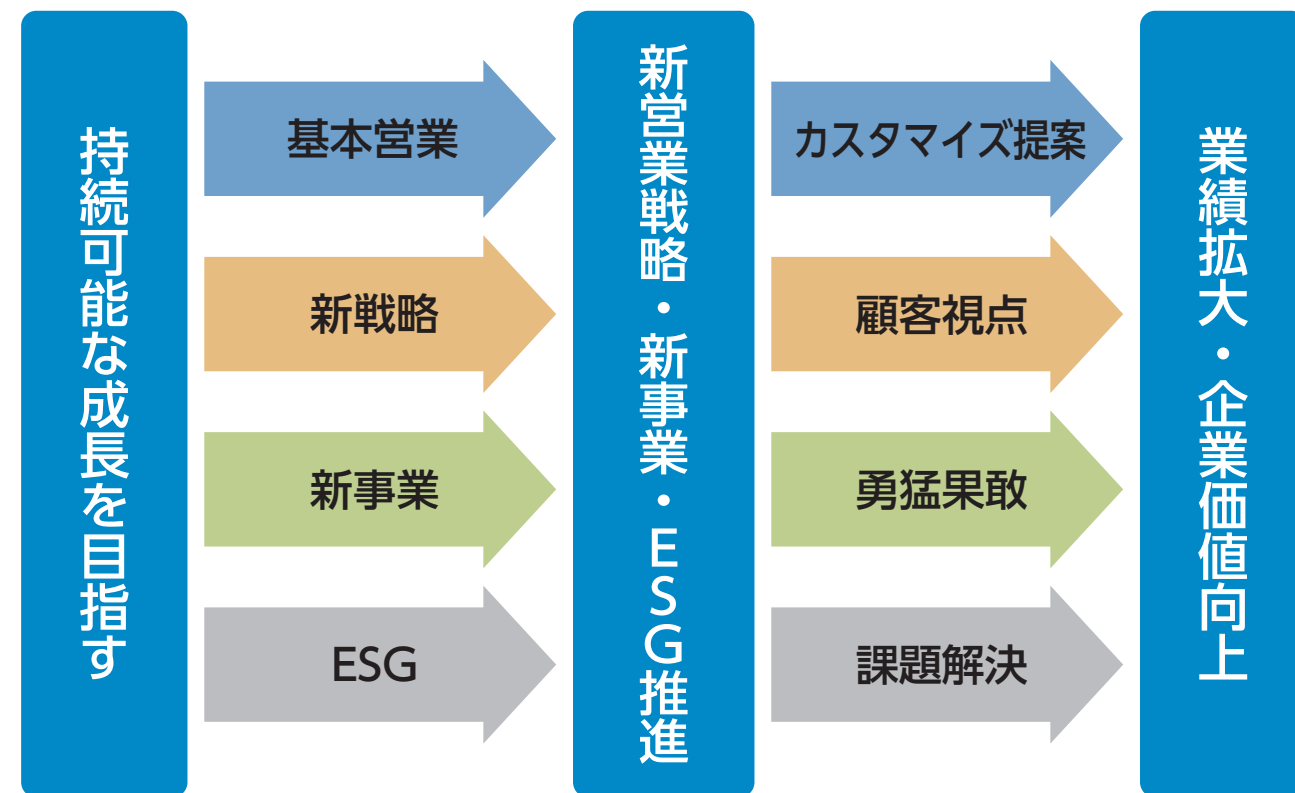 持続可能な成長を目指す
基本営業
新戦略
新事業
ESG
新営業戦略・新事業・ESG推進
カスタマイズ提案
顧客視点
勇猛果敢
課題解決
業績拡大・企業価値向上